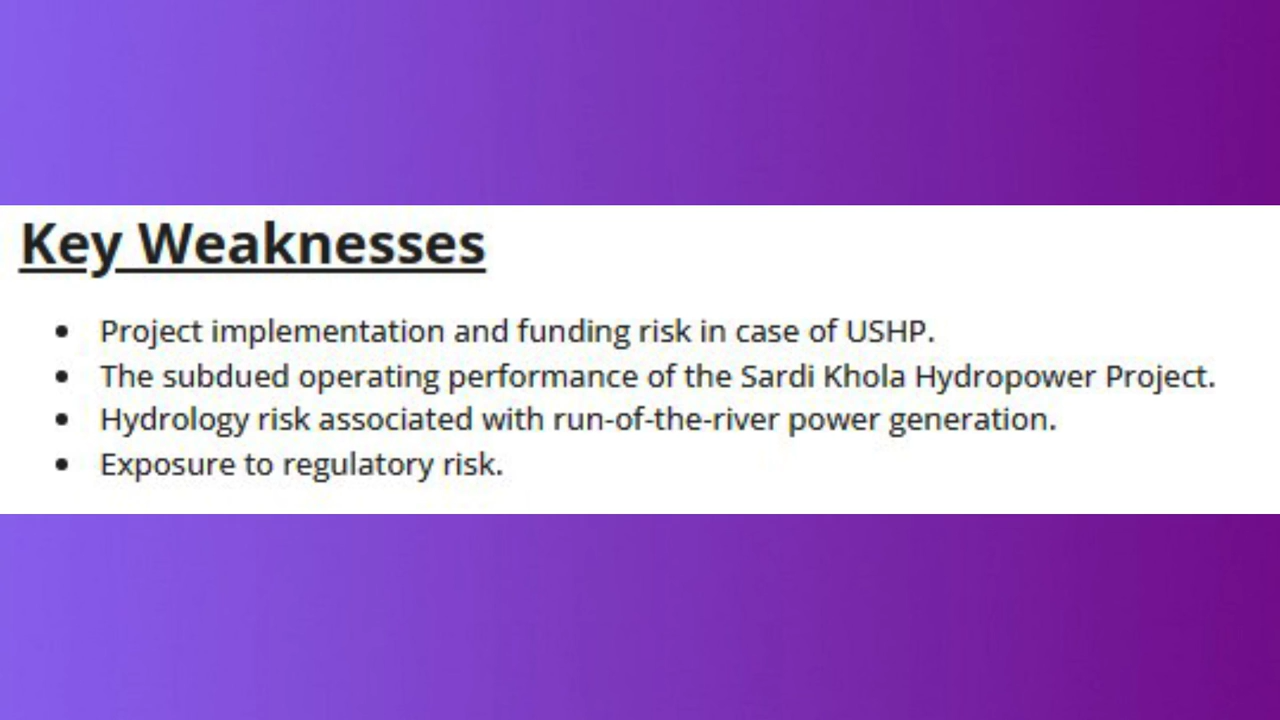 Key Weaknesses
Project implementation and funding risk in case of USHP.
The subdued operating performance of the Sardi Khola Hydropower Project.
Hydrology risk associated with run-of-the-river power generation.
Exposure to regulatory risk.